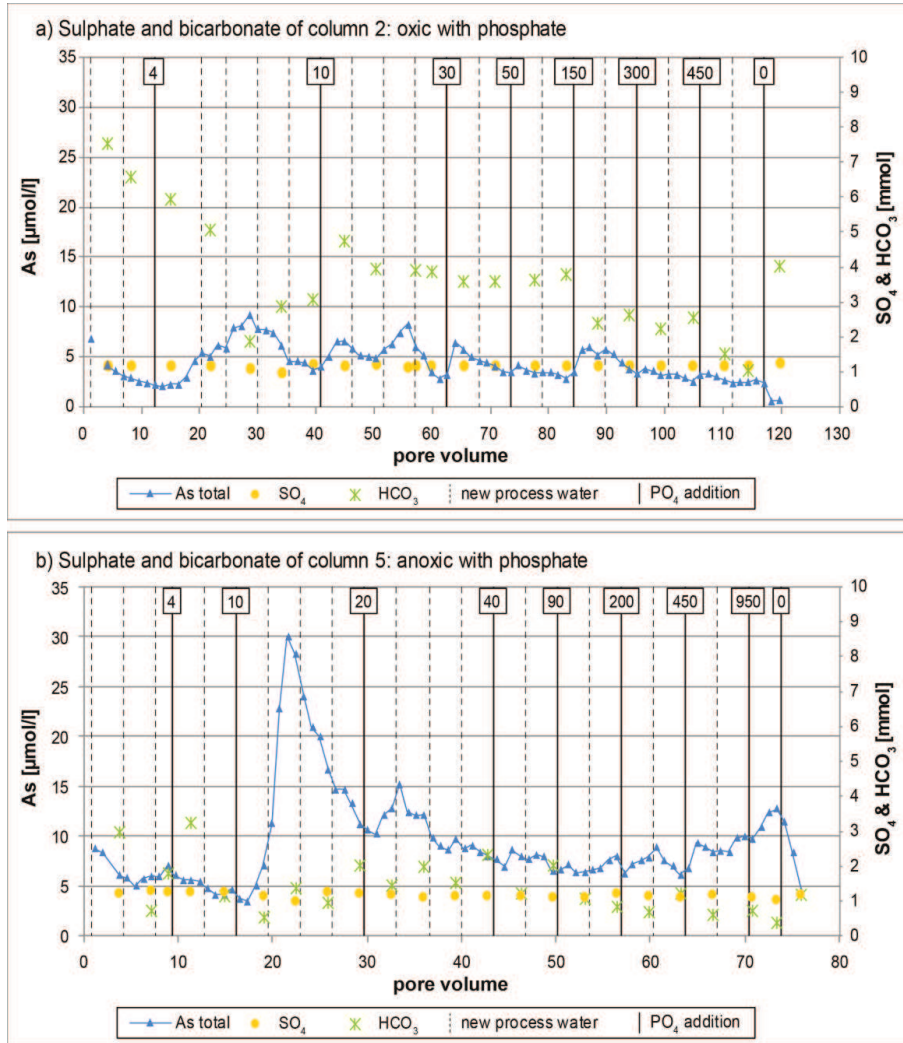 a) Sulphate and bicarbonate of column 2: oxic with phosphate
4 10 30 50 150 300 450 0
35 30 25 20 15 10 5 0
As [µmol/l]
10 9 8 7 6 5 4 3 2 1 0
SO4 & HCO3 [mmol]
0 10 20 30 40 50 60 70 80 90 100 110 120 130
pore volume
As total SO4 HCO3 new process water PO4 addition
b) Sulphate and bicarbonate of column 5: anoxic with phosphate
4 10 20 40 90 200 450 950 0
35 30 25 20 15 10 5 0
As [µmol/l]
10 9 8 7 6 5 4 3 2 1 0
SO4 & HCO3 [mmol]
0 10 20 30 40 50 60 70 80
pore volume
As total SO4 HCO3 new process water PO4 addition